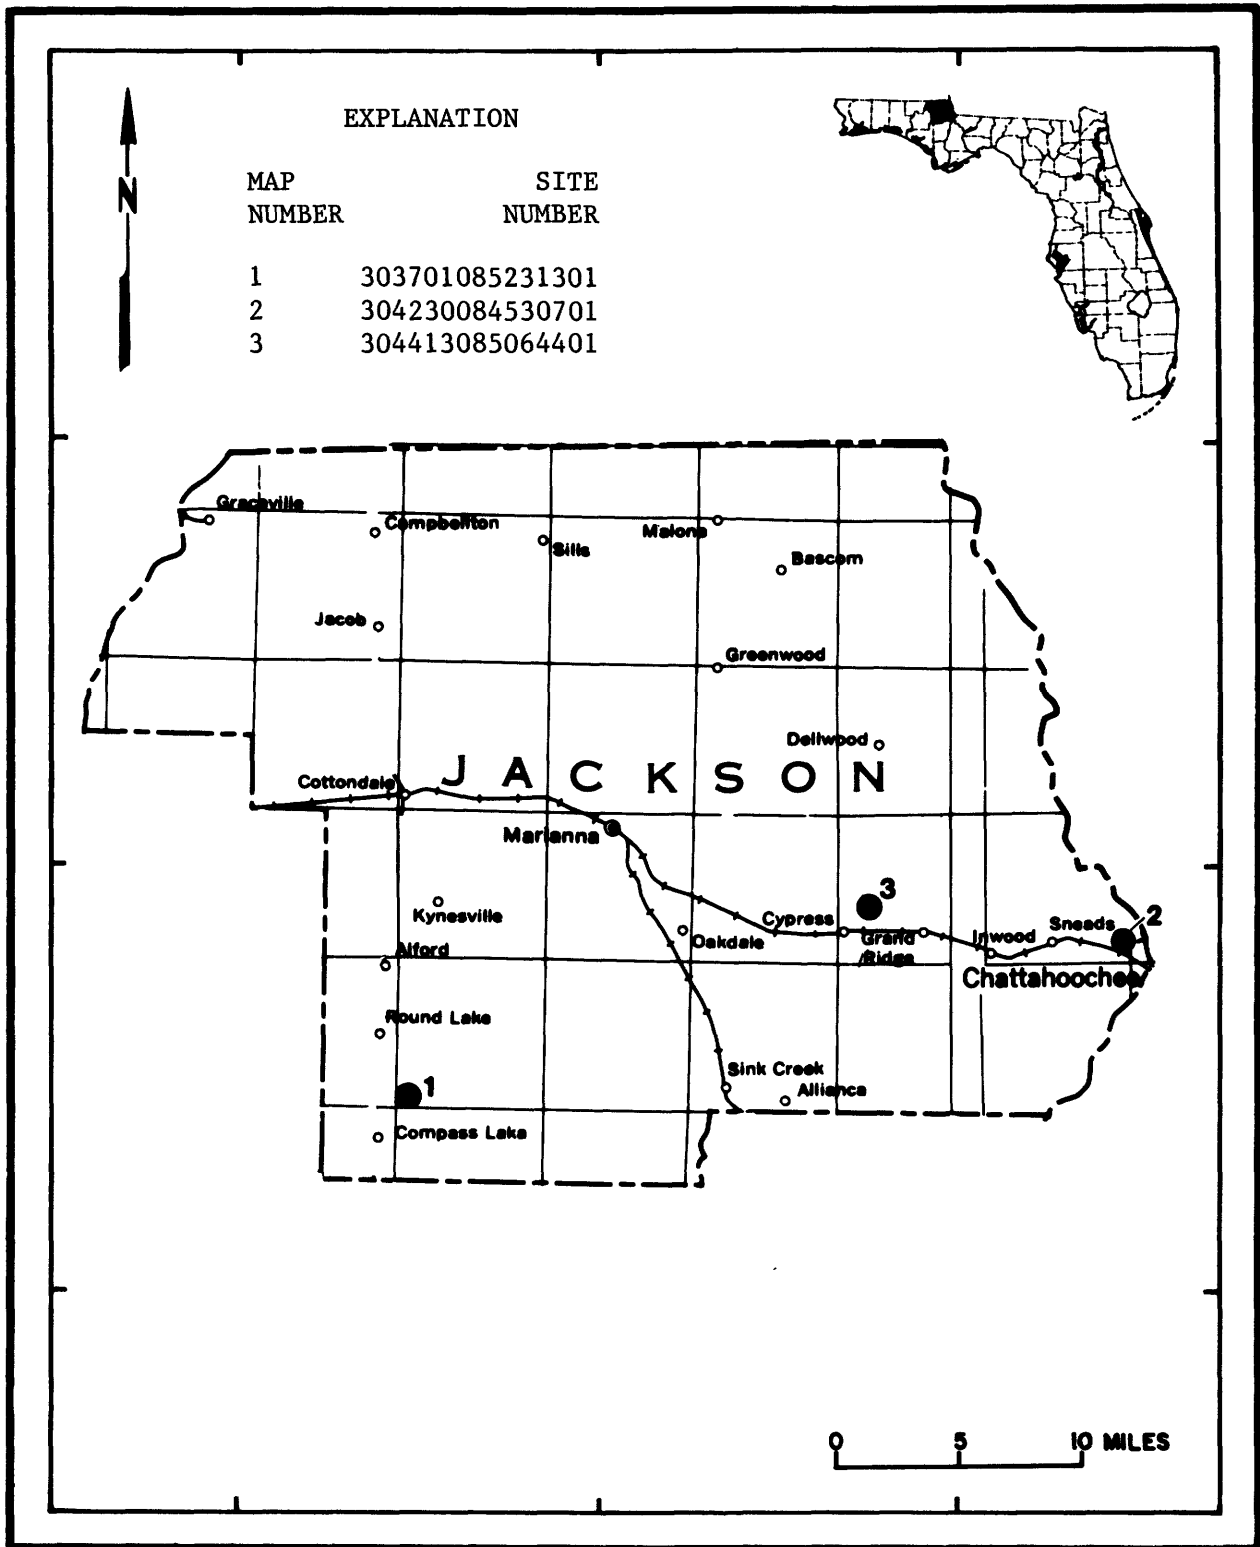 EXPLANATION
MAP NUMBER
SITE NUMBER
1 303701085231301
2 304230084530701
3 304413085064401
N
Graceville
Campbellton
Sills
Malone
Bascom
Jacob
Greenwood
Dellwood
JACKSON
Cottondale
Marianna
3
Kynesville
Cypress
Grand Ridge
Inwood
Sneads
2
Oakdale
Alford
Chattahoochee
Round Lake
Sink Creek
Alliance
1
Compass Lake
0 5 10 MILES